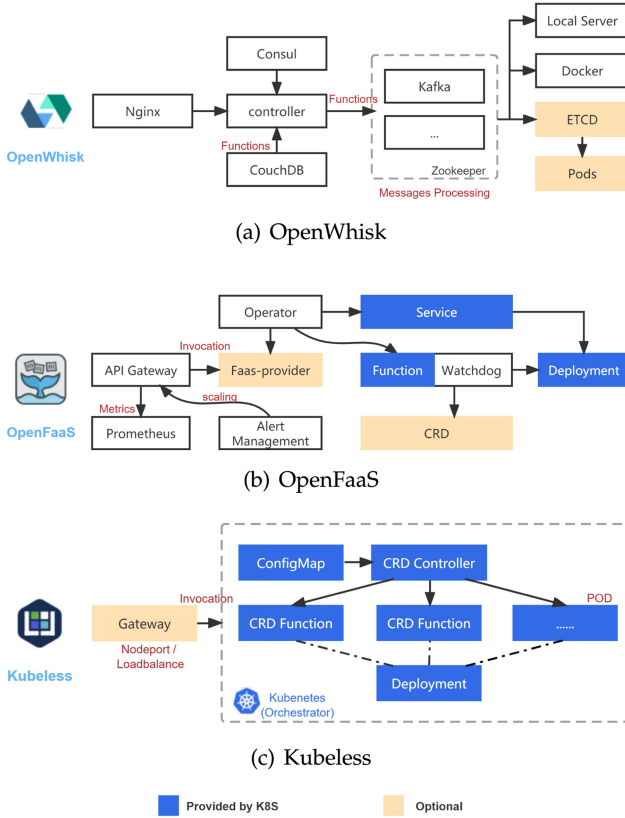 Local Server
Consul
Kafka
Docker
Nginx
controller
Functions
...
ETCD
Functions
OpenWhisk
CouchDB
Zookeeper
Pods
Messages Processing
(a) OpenWhisk
Operator
Service
Invocation
API Gateway
Faas-provider
Function
Watchdog
Deployment
scaling
Metrics
OpenFaaS
Prometheus
Alert
Management
CRD
(b) OpenFaaS
ConfigMap
CRD Controller
Invocation
POD
Gateway
CRD Function
CRD Function
......
Nodeport /
Loadbalance
Kubeless
Deployment
Kubenetes
(Orchestrator)
(c) Kubeless
Provided by K8S
Optional